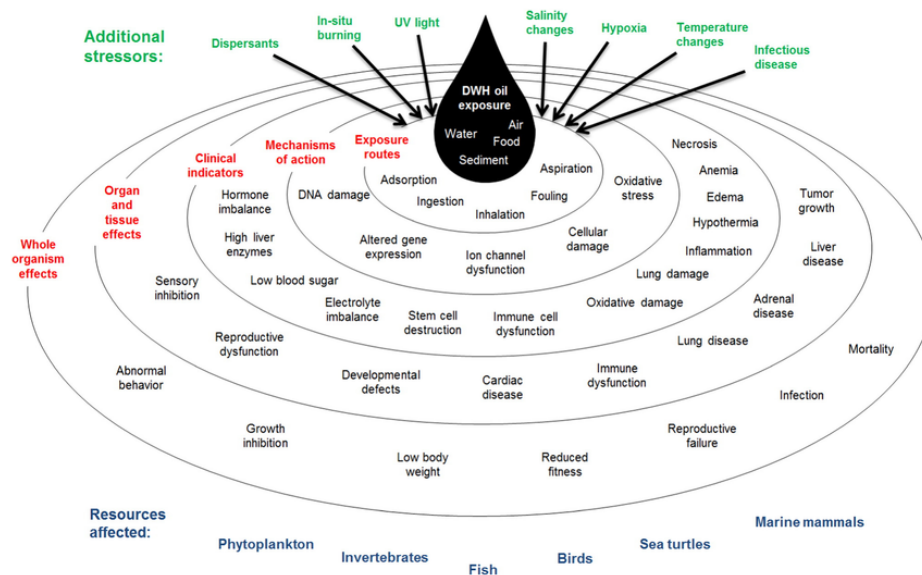 Additional
stressors:
Dispersants
In-situ
burning
UV light
Salinity
changes
Hypoxia
Temperature
changes
Infectious
disease
DWH oil
exposure
Water
Air
Food
Sediment
Exposure
routes
Adsorption
Ingestion
Inhalation
Fouling
Aspiration
Mechanisms
of action
DNA damage
Altered gene
expression
Ion channel
dysfunction
Cellular
damage
Oxidative
stress
Clinical
indicators
Hormone
imbalance
High liver
enzymes
Low blood sugar
Electrolyte
imbalance
Stem cell
destruction
Immune cell
dysfunction
Oxidative damage
Lung damage
Inflammation
Hypothermia
Edema
Anemia
Necrosis
Organ
and
tissue
effects
Sensory
inhibition
Reproductive
dysfunction
Developmental
defects
Cardiac
disease
Immune
dysfunction
Lung disease
Adrenal
disease
Liver
disease
Tumor
growth
Whole
organism
effects
Abnormal
behavior
Growth
inhibition
Low body
weight
Reduced
fitness
Reproductive
failure
Infection
Mortality
Resources
affected:
Phytoplankton
Invertebrates
Fish
Birds
Sea turtles
Marine mammals